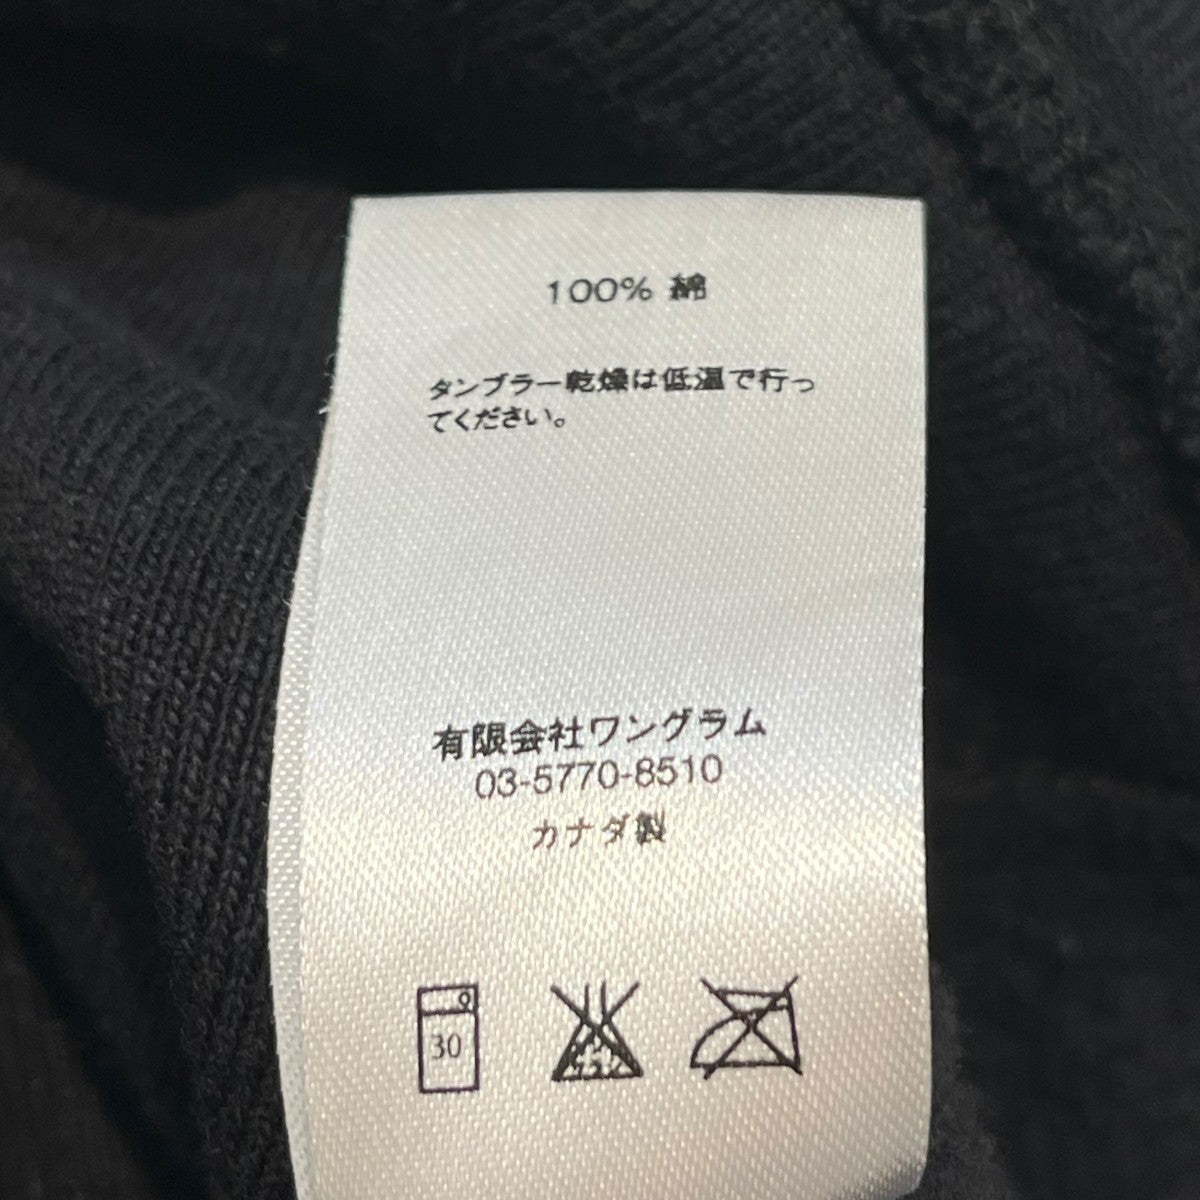 100% 綿
タンブラー乾燥は低温で行っ
てください。
有限会社ワングラム
03-5770-8510
カナダ製
30